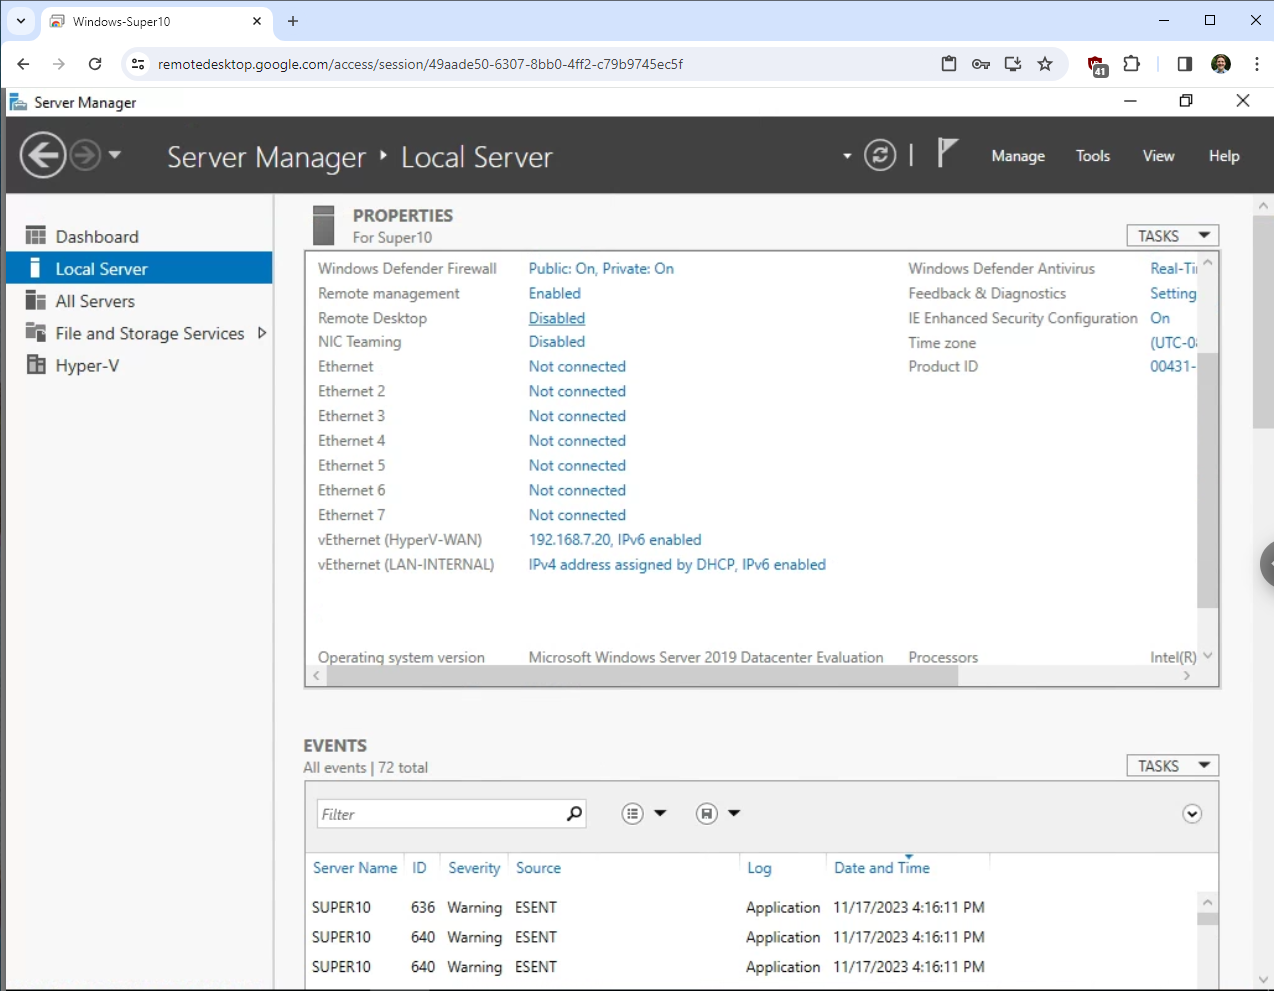 Windows-Super10
remotedesktop.google.com/access/session/49aade50-6307-8bb0-4ff2-c79b9745ec5f
41
Server Manager
Server Manager
Local Server
Manage
Tools
View
Help
Dashboard
Local Server
All Servers
File and Storage Services
Hyper-V
PROPERTIES
For Super10
TASKS
Windows Defender Firewall Public: On, Private: On Windows Defender Antivirus Real-Ti
Remote management Enabled Feedback & Diagnostics Setting
Remote Desktop Disabled IE Enhanced Security Configuration On
NIC Teaming Disabled Time zone (UTC-08
Ethernet Not connected Product ID 00431-
Ethernet 2 Not connected
Ethernet 3 Not connected
Ethernet 4 Not connected
Ethernet 5 Not connected
Ethernet 6 Not connected
Ethernet 7 Not connected
vEthernet (HyperV-WAN) 192.168.7.20, IPv6 enabled
vEthernet (LAN-INTERNAL) IPv4 address assigned by DHCP, IPv6 enabled
Operating system version Microsoft Windows Server 2019 Datacenter Evaluation Processors Intel(R)
EVENTS
All events | 72 total
TASKS
Filter
Server Name ID Severity Source Log Date and Time
SUPER10 636 Warning ESENT Application 11/17/2023 4:16:11 PM
SUPER10 640 Warning ESENT Application 11/17/2023 4:16:11 PM
SUPER10 640 Warning ESENT Application 11/17/2023 4:16:11 PM